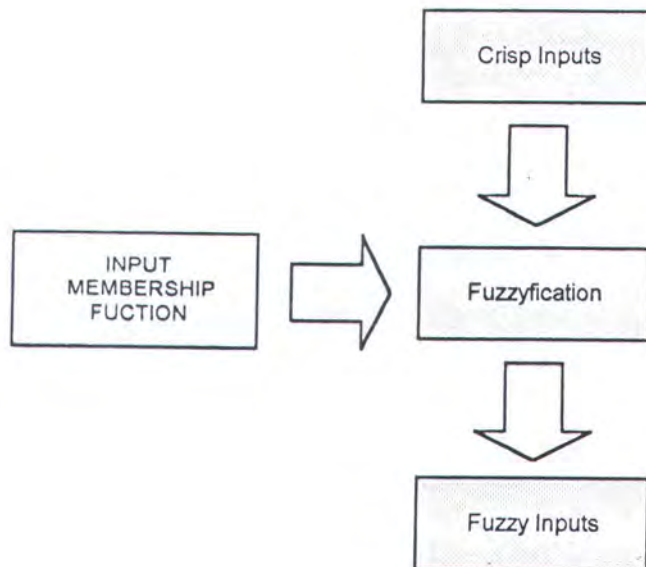 Crisp Inputs
INPUT
MEMBERSHIP
FUCTION
Fuzzyfication
Fuzzy Inputs